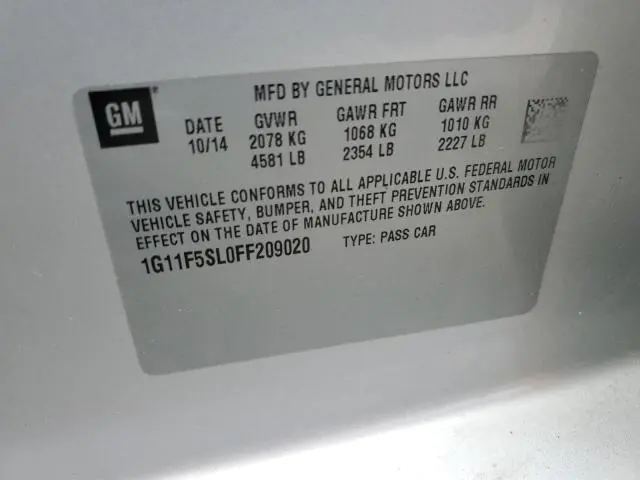 GM
MFD BY GENERAL MOTORS LLC
DATE GVWR GAWR FRT GAWR RR
10/14 2078 KG 1068 KG 1010 KG
4581 LB 2354 LB 2227 LB
THIS VEHICLE CONFORMS TO ALL APPLICABLE U.S. FEDERAL MOTOR
VEHICLE SAFETY, BUMPER, AND THEFT PREVENTION STANDARDS IN
EFFECT ON THE DATE OF MANUFACTURE SHOWN ABOVE.
1G11F5SL0FF209020 TYPE: PASS CAR